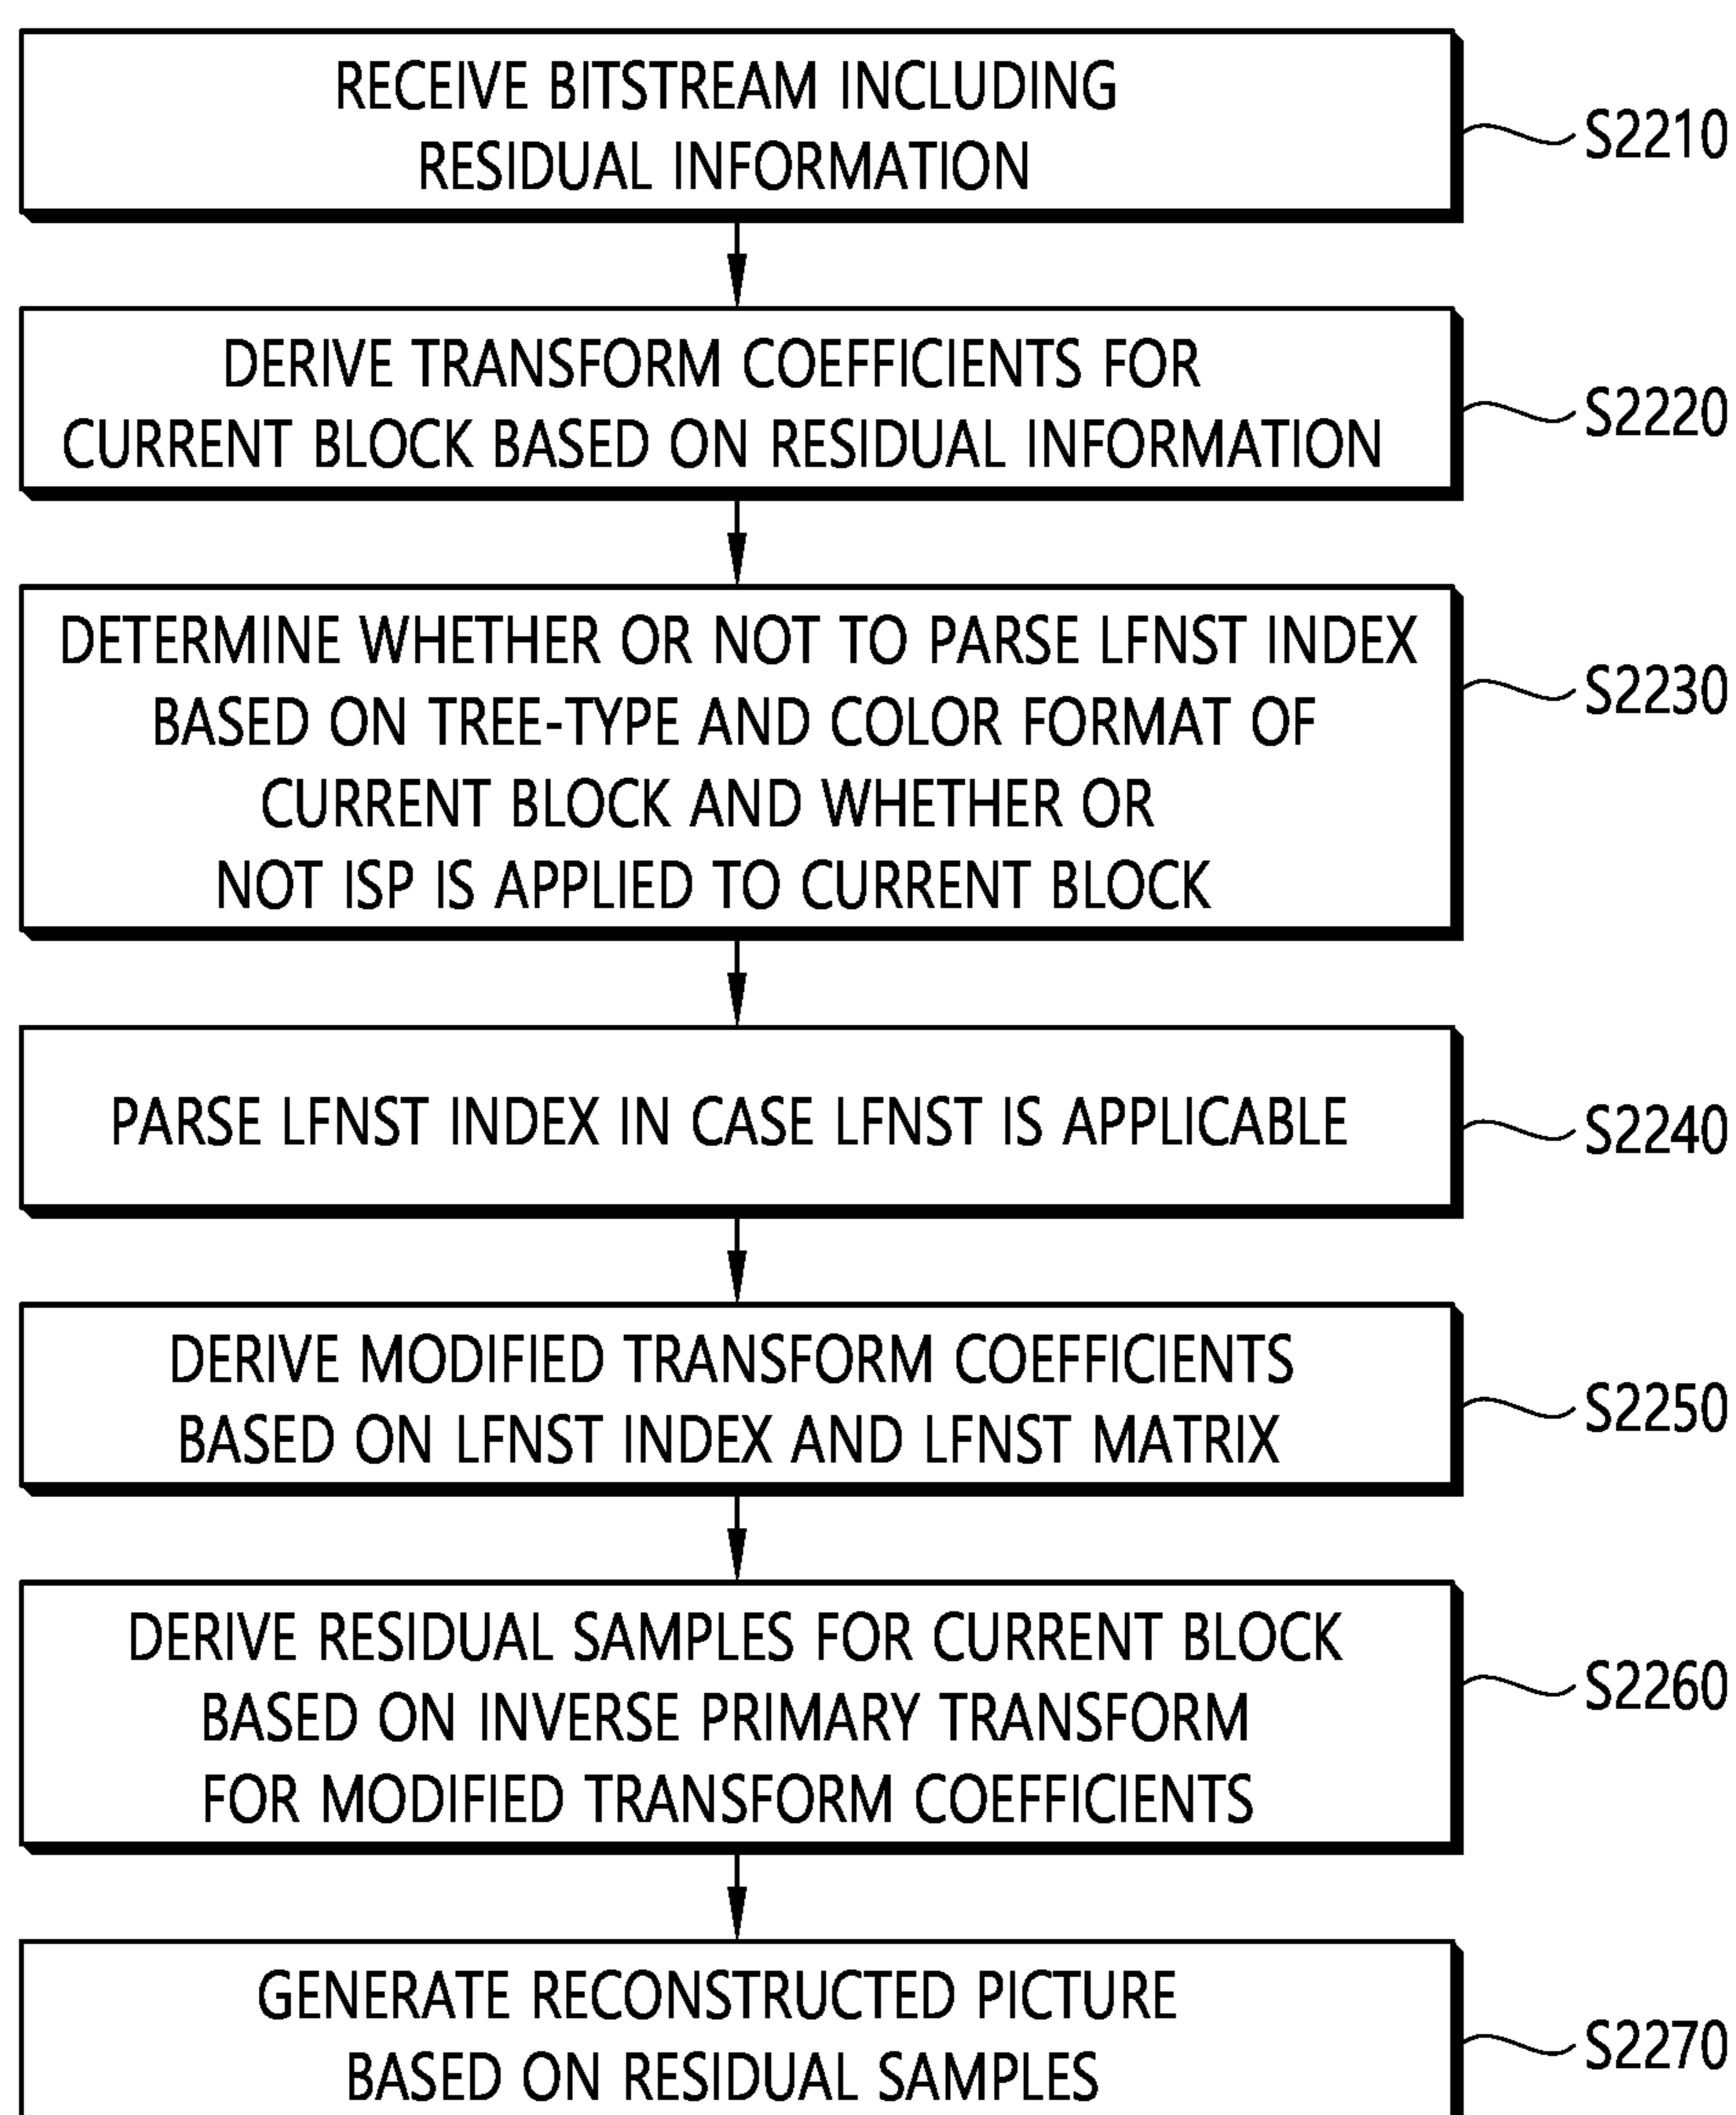 RECEIVE BITSTREAM INCLUDING
RESIDUAL INFORMATION
S2210
DERIVE TRANSFORM COEFFICIENTS FOR
CURRENT BLOCK BASED ON RESIDUAL INFORMATION
S2220
DETERMINE WHETHER OR NOT TO PARSE LFNST INDEX
BASED ON TREE-TYPE AND COLOR FORMAT OF
CURRENT BLOCK AND WHETHER OR
NOT ISP IS APPLIED TO CURRENT BLOCK
S2230
PARSE LFNST INDEX IN CASE LFNST IS APPLICABLE
S2240
DERIVE MODIFIED TRANSFORM COEFFICIENTS
BASED ON LFNST INDEX AND LFNST MATRIX
S2250
DERIVE RESIDUAL SAMPLES FOR CURRENT BLOCK
BASED ON INVERSE PRIMARY TRANSFORM
FOR MODIFIED TRANSFORM COEFFICIENTS
S2260
GENERATE RECONSTRUCTED PICTURE
BASED ON RESIDUAL SAMPLES
S2270